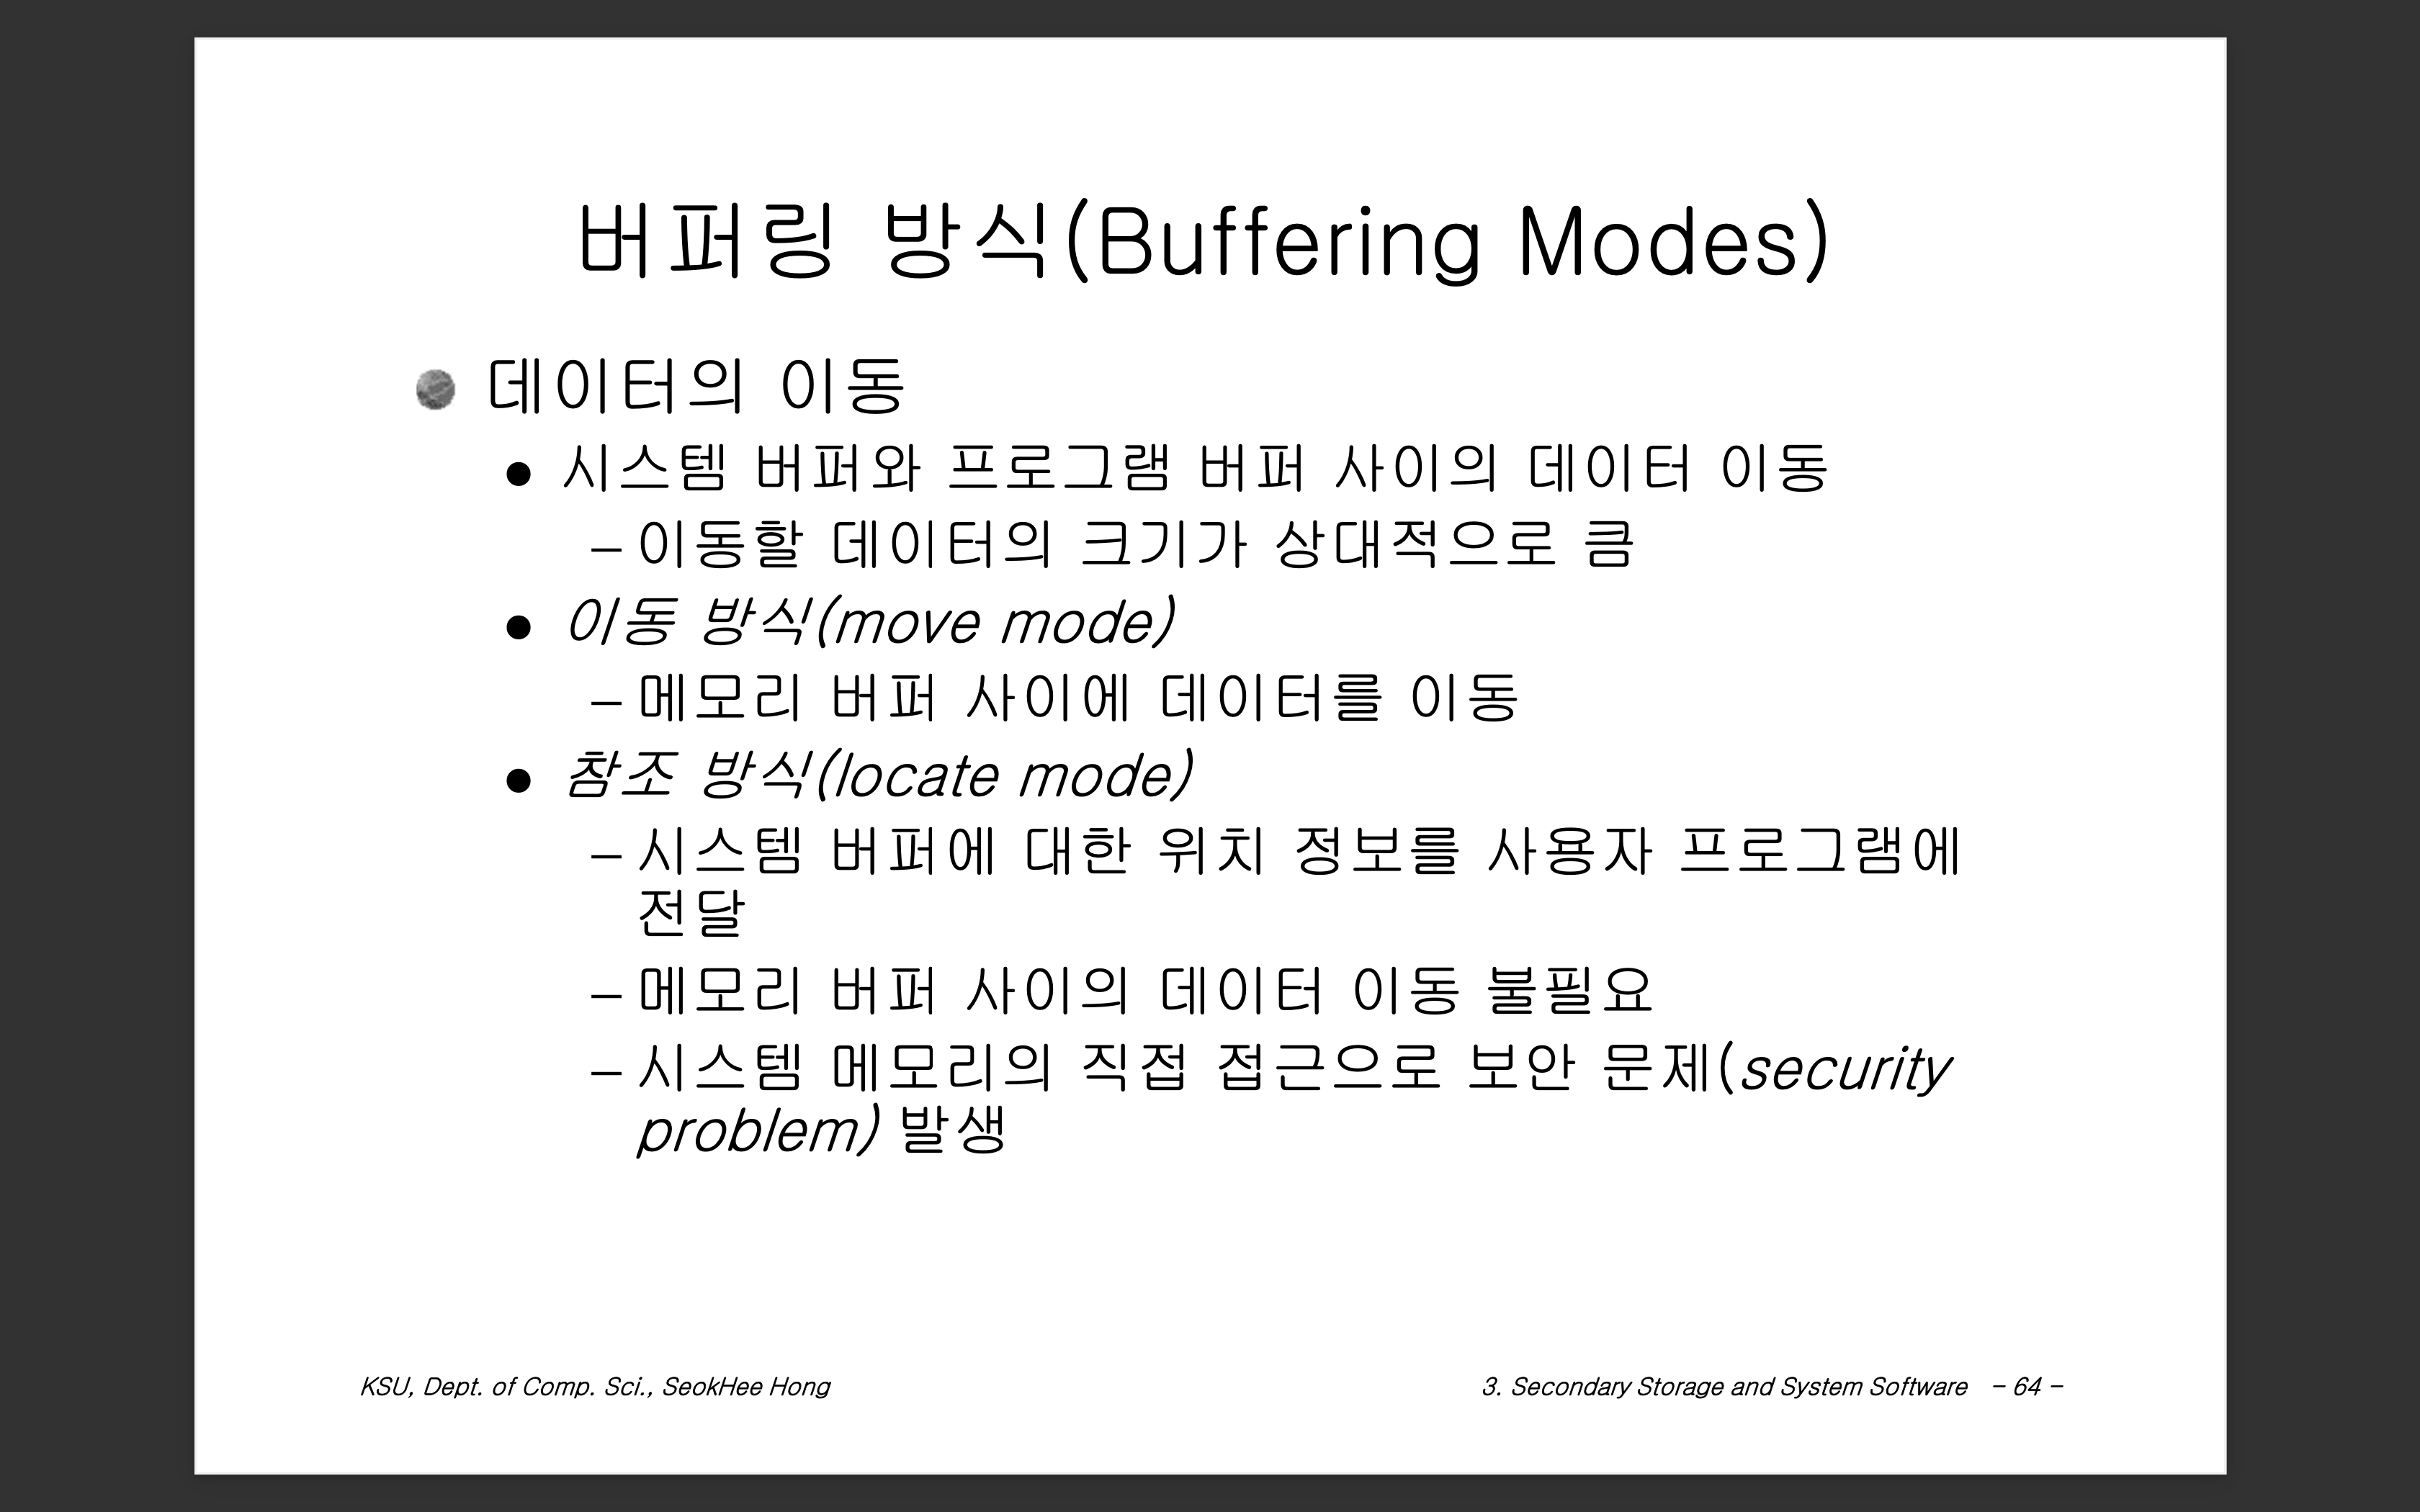 버퍼링 방식(Buffering Modes)
데이터의 이동
● 시스템 버퍼와 프로그램 버퍼 사이의 데이터 이동
– 이동할 데이터의 크기가 상대적으로 큼
● 이동 방식(move mode)
– 메모리 버퍼 사이에 데이터를 이동
● 참조 방식(locate mode)
– 시스템 버퍼에 대한 위치 정보를 사용자 프로그램에
전달
– 메모리 버퍼 사이의 데이터 이동 불필요
– 시스템 메모리의 직접 접근으로 보안 문제(security
problem) 발생
KSU, Dept. of Comp. Sci., SeokHee Hong
3. Secondary Storage and System Software – 64 –